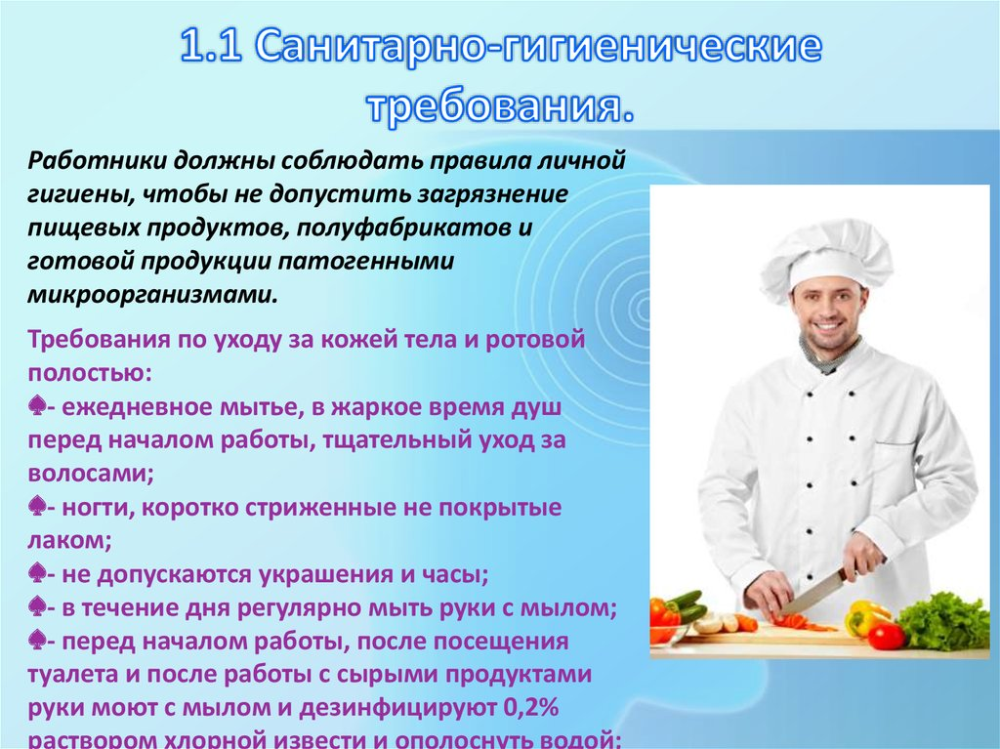 1.1 Санитарно-гигиенические
требования.
Работники должны соблюдать правила личной
гигиены, чтобы не допустить загрязнение
пищевых продуктов, полуфабрикатов и
готовой продукции патогенными
микроорганизмами.
Требования по уходу за кожей тела и ротовой
полостью:
♠- ежедневное мытье, в жаркое время душ
перед началом работы, тщательный уход за
волосами;
♠- ногти, коротко стриженные не покрытые
лаком;
♠- не допускаются украшения и часы;
♠- в течение дня регулярно мыть руки с мылом;
♠- перед началом работы, после посещения
туалета и после работы с сырыми продуктами
руки моют с мылом и дезинфицируют 0,2%
раствором хлорной извести и ополоснуть водой;